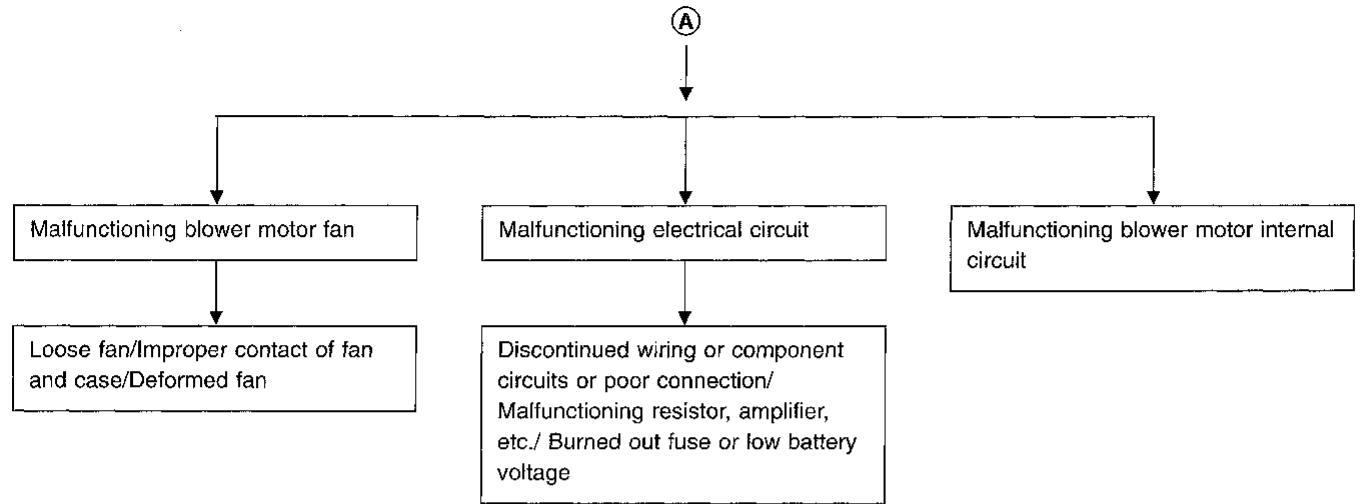 A
Malfunctioning blower motor fan
Malfunctioning electrical circuit
Malfunctioning blower motor internal
circuit
Loose fan/Improper contact of fan
and case/Deformed fan
Discontinued wiring or component
circuits or poor connection/
Malfunctioning resistor, amplifier,
etc./ Burned out fuse or low battery
voltage